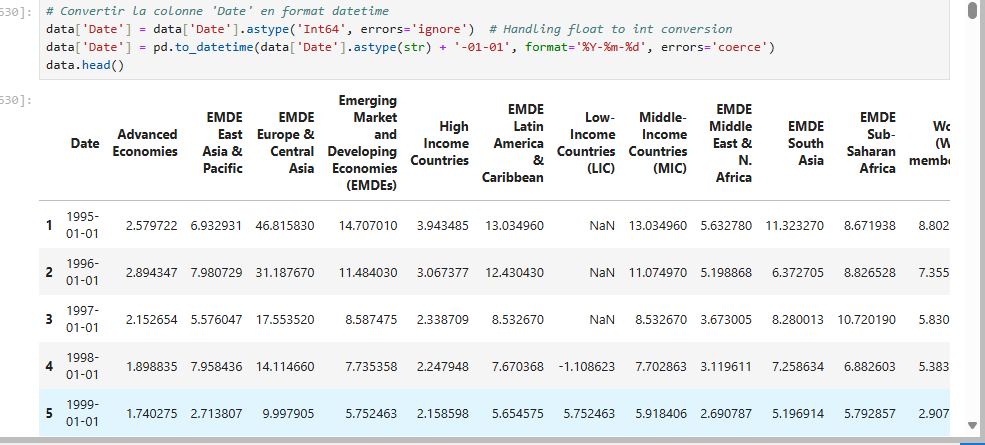 530]: # Convertir la colonne 'Date' en format datetime
data['Date'] = data['Date'].astype('Int64', errors='ignore')  # Handling float to int conversion
data['Date'] = pd.to_datetime(data['Date'].astype(str) + '-01-01', format='%Y-%m-%d', errors='coerce')
data.head()
530]:
Date Advanced Economies EMDE East Asia & Pacific EMDE Europe & Central Asia Emerging Market and Developing Economies (EMDEs) High Income Countries EMDE Latin America & Caribbean Low-Income Countries (LIC) Middle-Income Countries (MIC) EMDE Middle East & N. Africa EMDE South Asia EMDE Sub-Saharan Africa Wo (W membe
1 1995-01-01 2.579722 6.932931 46.815830 14.707010 3.943485 13.034960 NaN 13.034960 5.632780 11.323270 8.671938 8.802
2 1996-01-01 2.894347 7.980729 31.187670 11.484030 3.067377 12.430430 NaN 11.074970 5.198868 6.372705 8.826528 7.355
3 1997-01-01 2.152654 5.576047 17.553520 8.587475 2.338709 8.532670 NaN 8.532670 3.673005 8.280013 10.720190 5.830
4 1998-01-01 1.898835 7.958436 14.114660 7.735358 2.247948 7.670368 -1.108623 7.702863 3.119611 7.258634 6.882603 5.383
5 1999-01-01 1.740275 2.713807 9.997905 5.752463 2.158598 5.654575 5.752463 5.918406 2.690787 5.196914 5.792857 2.907